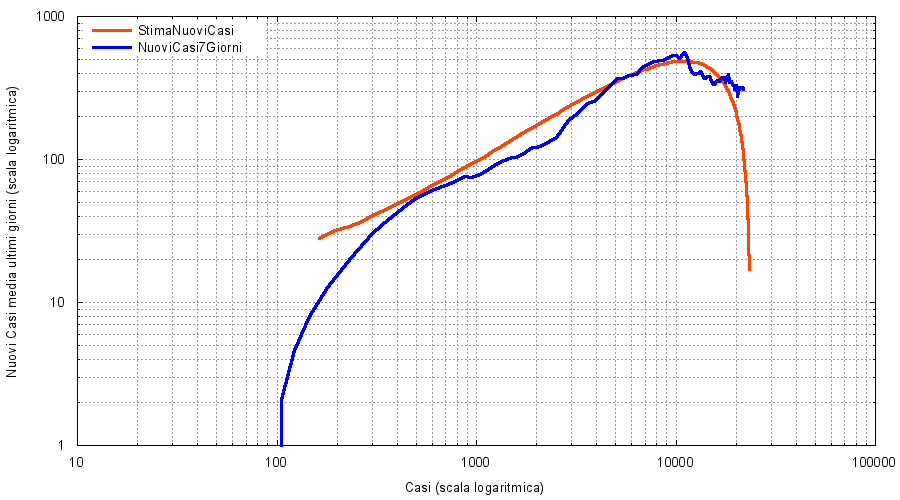 1000
StimaNuoviCasi
NuoviCasi7Giorni
100
10
1
Nuovi Casi media ultimi giorni (scala logaritmica)
10 100 1000 10000 100000
Casi (scala logaritmica)